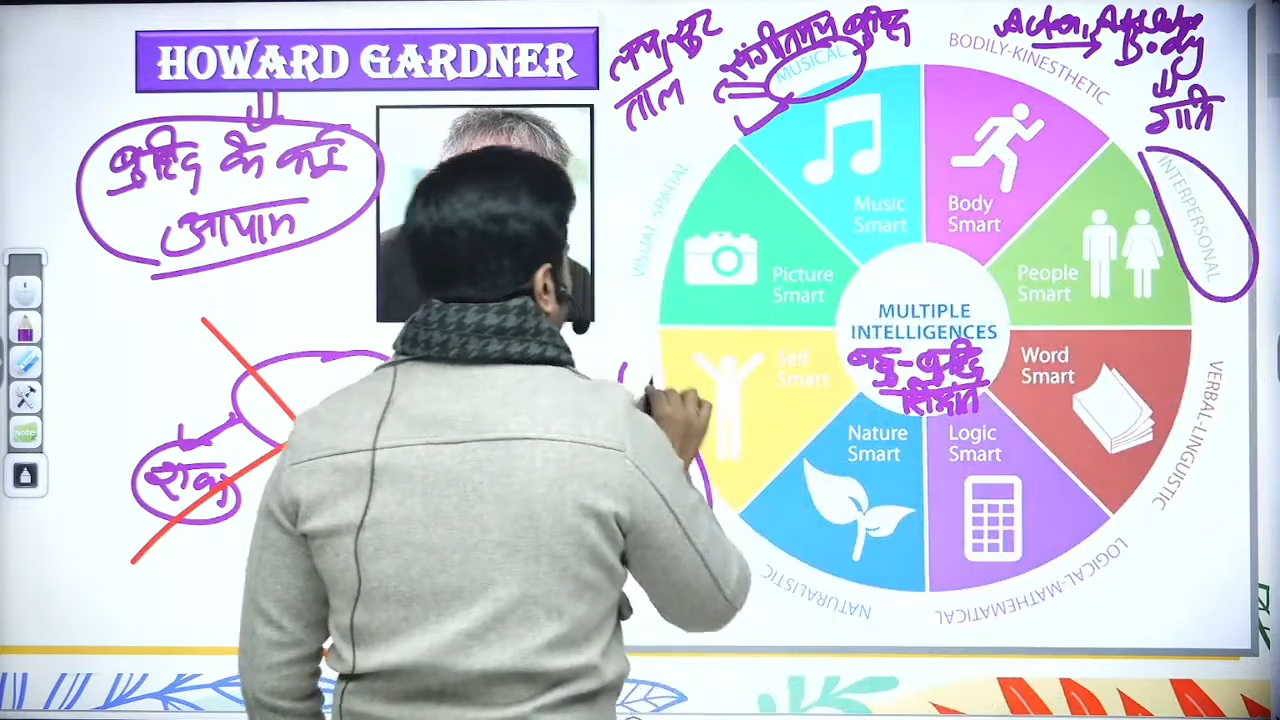 HOWARD GARDNER
बुद्धि के कई
आयाम
लय, सुर
ताल
संगीतमय बुद्धि
MUSICAL
Actor, Athlete
Body
गति
BODILY-KINESTHETIC
INTERPERSONAL
VISUAL SPATIAL
Music
Smart
Body
Smart
Picture
Smart
People
Smart
MULTIPLE
INTELLIGENCES
बहु-बुद्धि
सिद्धांत
Self
Smart
Word
Smart
Nature
Smart
Logic
Smart
VERBAL-LINGUISTIC
LOGICAL-MATHEMATICAL
NATURALISTIC
Note